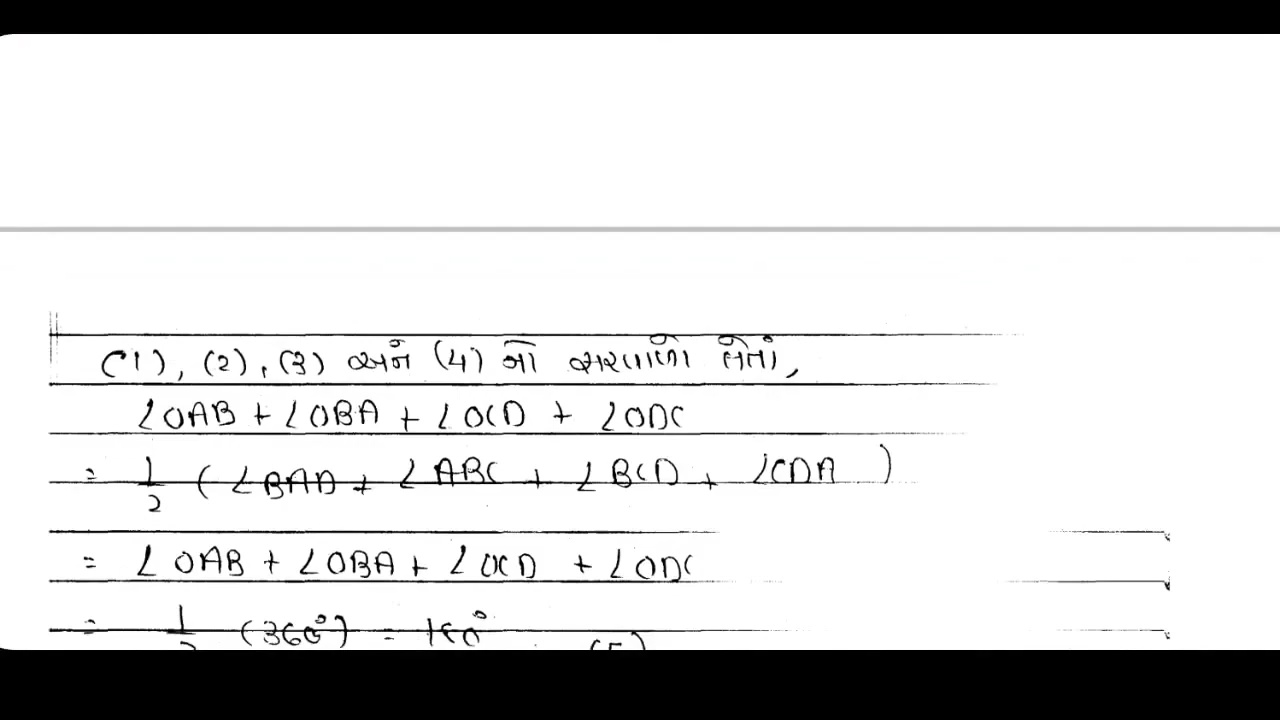 (1), (2), (3) અને (4) નો સરવાળો લેતાં,
∠OAB + ∠OBA + ∠OCD + ∠ODC
= 1/2 (∠BAD + ∠ABC + ∠BCD + ∠CDA)
= ∠OAB + ∠OBA + ∠OCD + ∠ODC
= 1/2 (360°) = 180° (5)